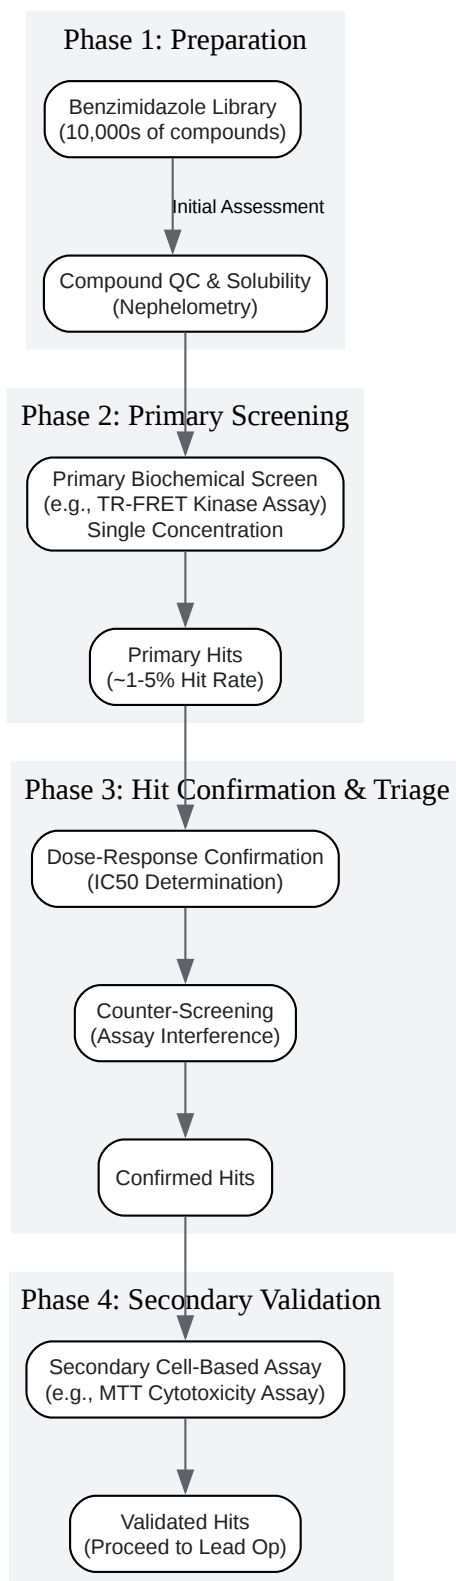 Phase 1: Preparation
Benzimidazole Library
(10,000s of compounds)
Initial Assessment
Compound QC & Solubility
(Nephelometry)
Phase 2: Primary Screening
Primary Biochemical Screen
(e.g., TR-FRET Kinase Assay)
Single Concentration
Primary Hits
(~1-5% Hit Rate)
Phase 3: Hit Confirmation & Triage
Dose-Response Confirmation
(IC50 Determination)
Counter-Screening
(Assay Interference)
Confirmed Hits
Phase 4: Secondary Validation
Secondary Cell-Based Assay
(e.g., MTT Cytotoxicity Assay)
Validated Hits
(Proceed to Lead Op)